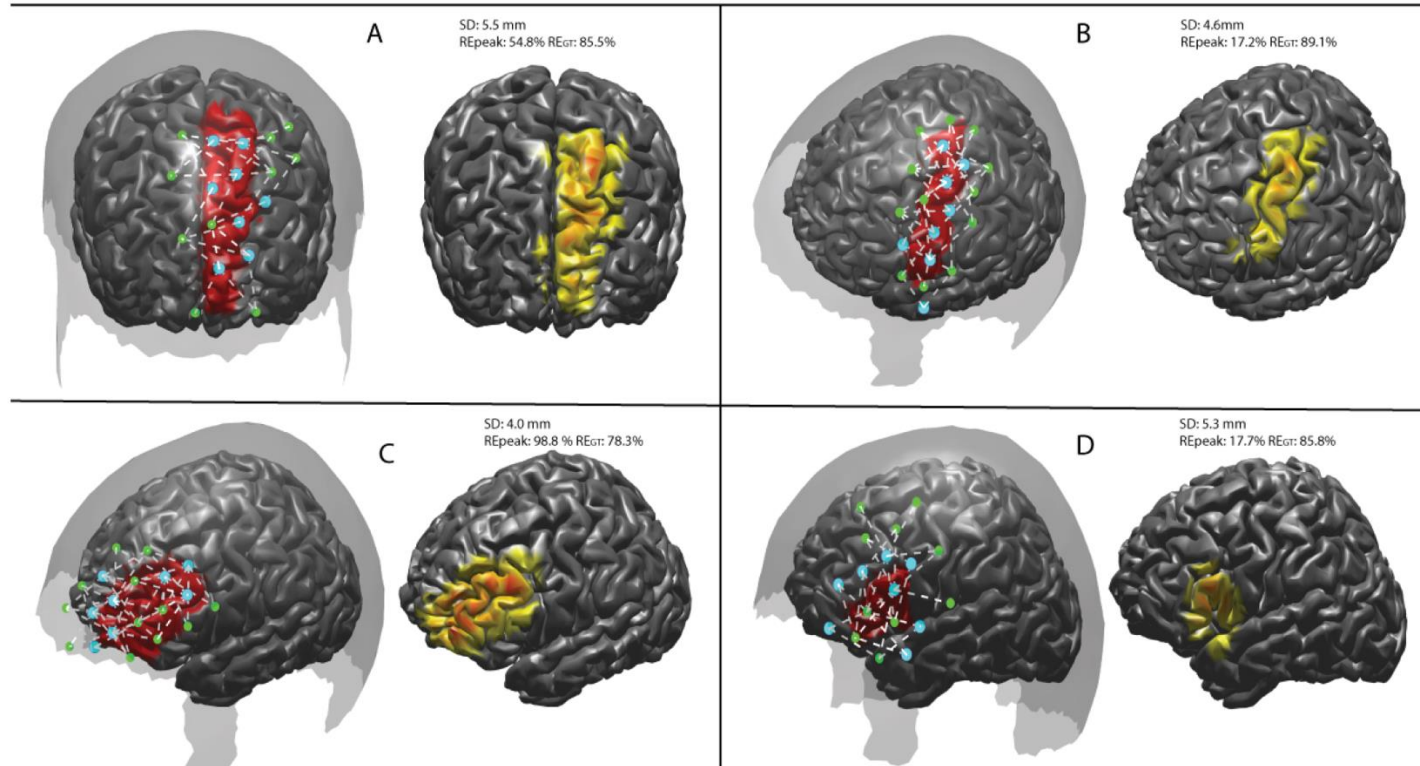 A
SD: 5.5 mm
REpeak: 54.8% REGT: 85.5%
B
SD: 4.6mm
REpeak: 17.2% REGT: 89.1%
C
SD: 4.0 mm
REpeak: 98.8 % REGT: 78.3%
D
SD: 5.3 mm
REpeak: 17.7% REGT: 85.8%